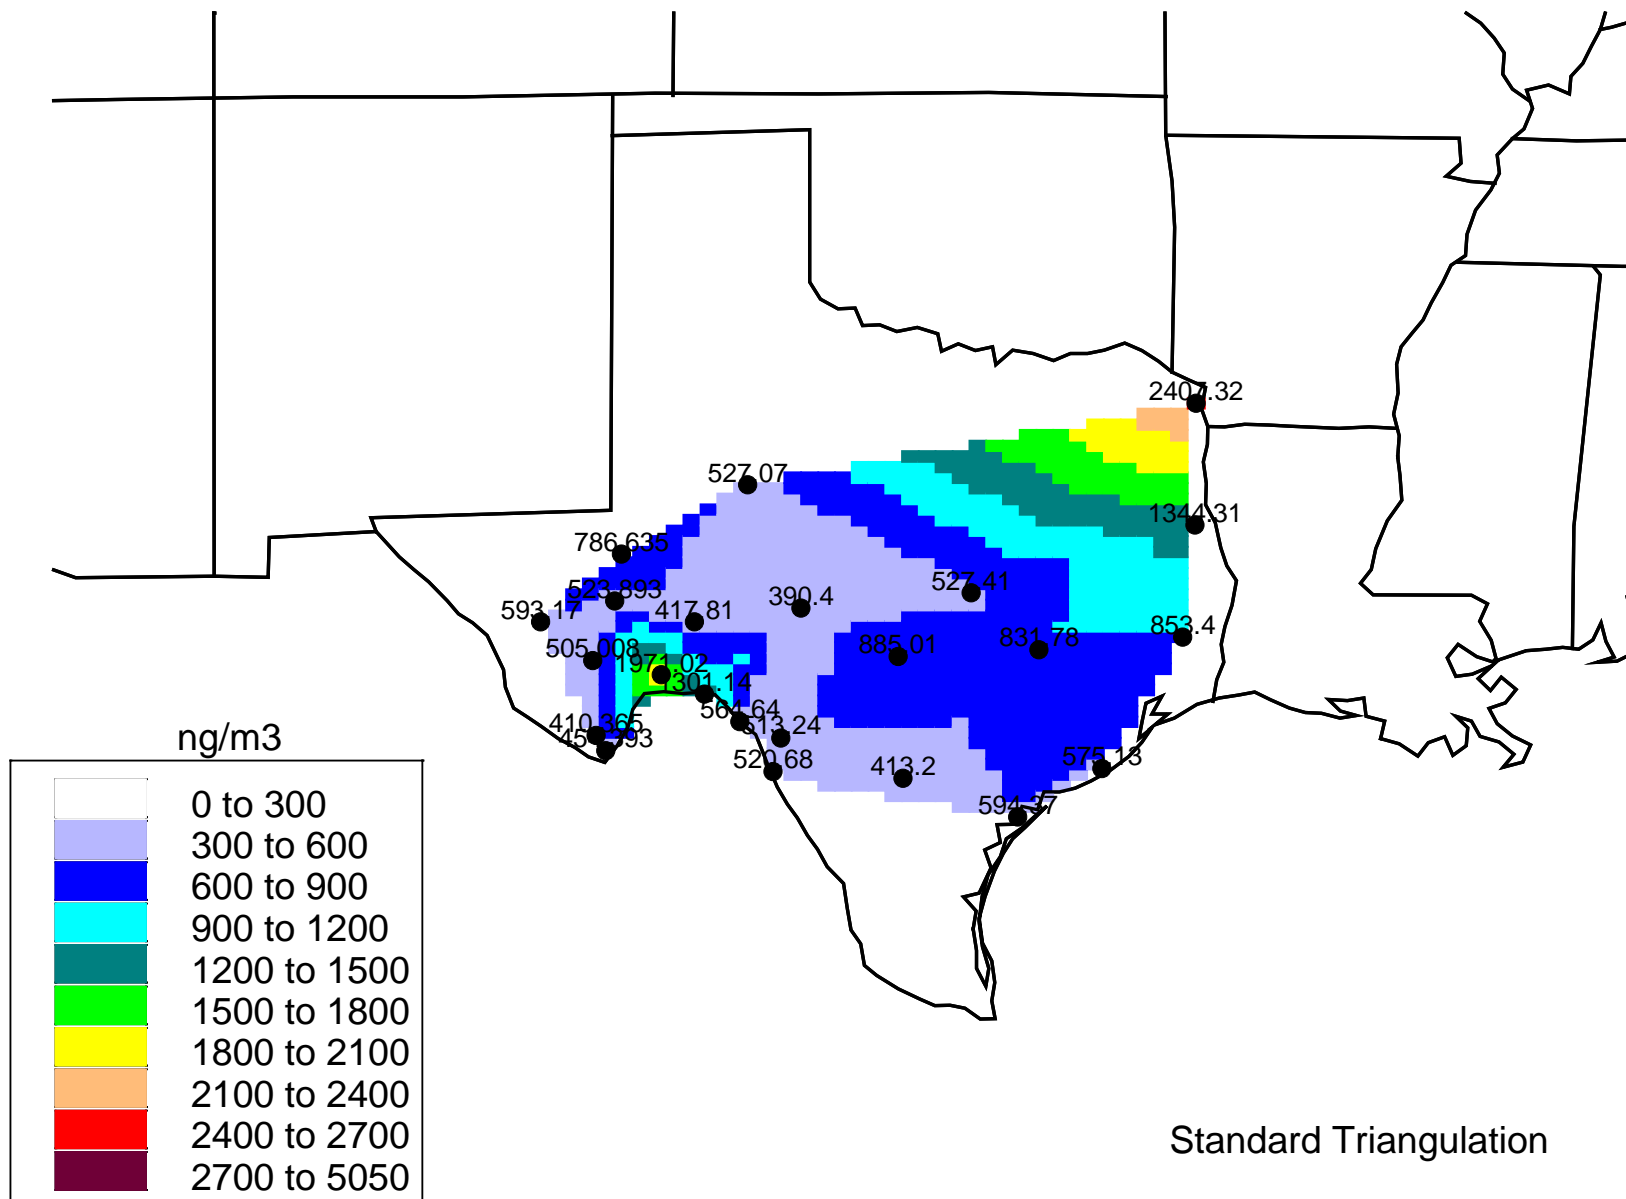 2407.32
527.07
1344.31
786.635
523.893
527.41
593.17
417.81
390.4
853.4
505.008
885.01
831.78
1971.02
1301.14
564.64
410.365
513.24
ng/m3
520.68
413.2
575.13
594.37
0 to 300
300 to 600
600 to 900
900 to 1200
1200 to 1500
1500 to 1800
1800 to 2100
2100 to 2400
2400 to 2700
2700 to 5050
Standard Triangulation